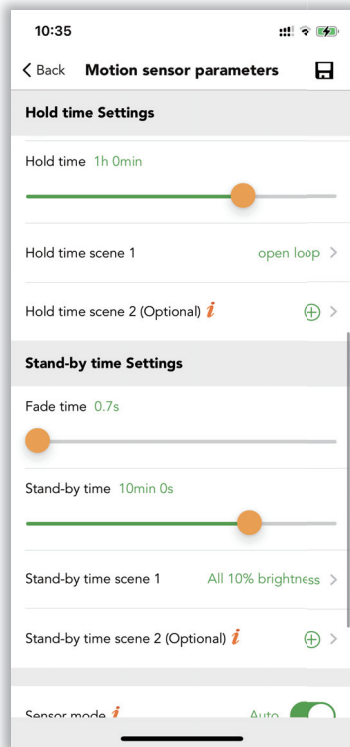 10:35
Back Motion sensor parameters
Hold time Settings
Hold time 1h 0min
Hold time scene 1 open loop
Hold time scene 2 (Optional) i
Stand-by time Settings
Fade time 0.7s
Stand-by time 10min 0s
Stand-by time scene 1 All 10% brightness
Stand-by time scene 2 (Optional) i
Sensor mode i Auto